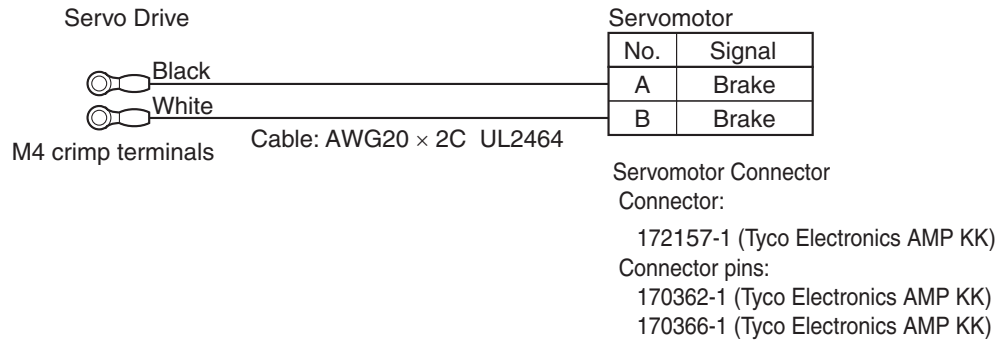 Servo Drive
Servomotor
No. Signal
Black
A Brake
White
B Brake
M4 crimp terminals
Cable: AWG20 × 2C UL2464
Servomotor Connector
Connector:
172157-1 (Tyco Electronics AMP KK)
Connector pins:
170362-1 (Tyco Electronics AMP KK)
170366-1 (Tyco Electronics AMP KK)